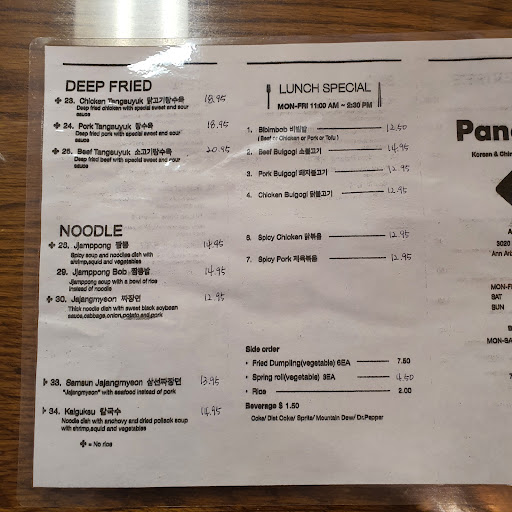 DEEP FRIED
✤ 23. Chicken Tangsuyuk 닭고기탕수육 18.95
Deep fried chicken with special sweet and sour
sauce
✤ 24. Pork Tangsuyuk 탕수육 18.95
Deep fried pork with special sweet and sour
sauce
✤ 25. Beef Tangsuyuk 소고기탕수육 20.95
Deep fried beef with special sweet and sour
sauce
NOODLE
✤ 28. Jjamppong 짬뽕 14.95
Spicy soup and noodles dish with
shrimp,squid and vegetables
29. Jjamppong Bob 짬뽕밥 14.95
Jjamppong soup with a bowl of rice
instead of noodle
✤ 30. Jajangmyeon 짜장면 12.95
Thick noodle dish with sweet black soybean
sauce,cabbage,onion,potato and pork
33. Samsun Jajangmyeon 삼선짜장면 13.95
"Jajangmyeon" with seafood instead of pork
34. Kalguksu 칼국수 14.95
Noodle dish with anchovy and dried pollack soup
with shrimp,squid and vegetables
✤ = No rice
LUNCH SPECIAL
MON-FRI 11:00 AM ~ 2:30 PM
1. Bibimbob 비빔밥 12.50
( Beef or Chicken or Pork or Tofu )
2. Beef Bulgogi 소불고기 14.95
3. Pork Bulgogi 돼지불고기 12.95
4. Chicken Bulgogi 닭불고기 12.95
6. Spicy Chicken 닭볶음 12.95
7. Spicy Pork 제육볶음 12.95
Side order
Fried Dumpling(vegetable) 6EA 7.50
Spring roll(vegetable) 3EA 4.50
Rice 2.00
Beverage $ 1.50
Coke/ Diet Coke/ Sprite/ Mountain Dew/ Dr.Pepper
Pan
Korean & Chin
3020
Ann Ar
MON-F
SAT
SUN
MON-SA